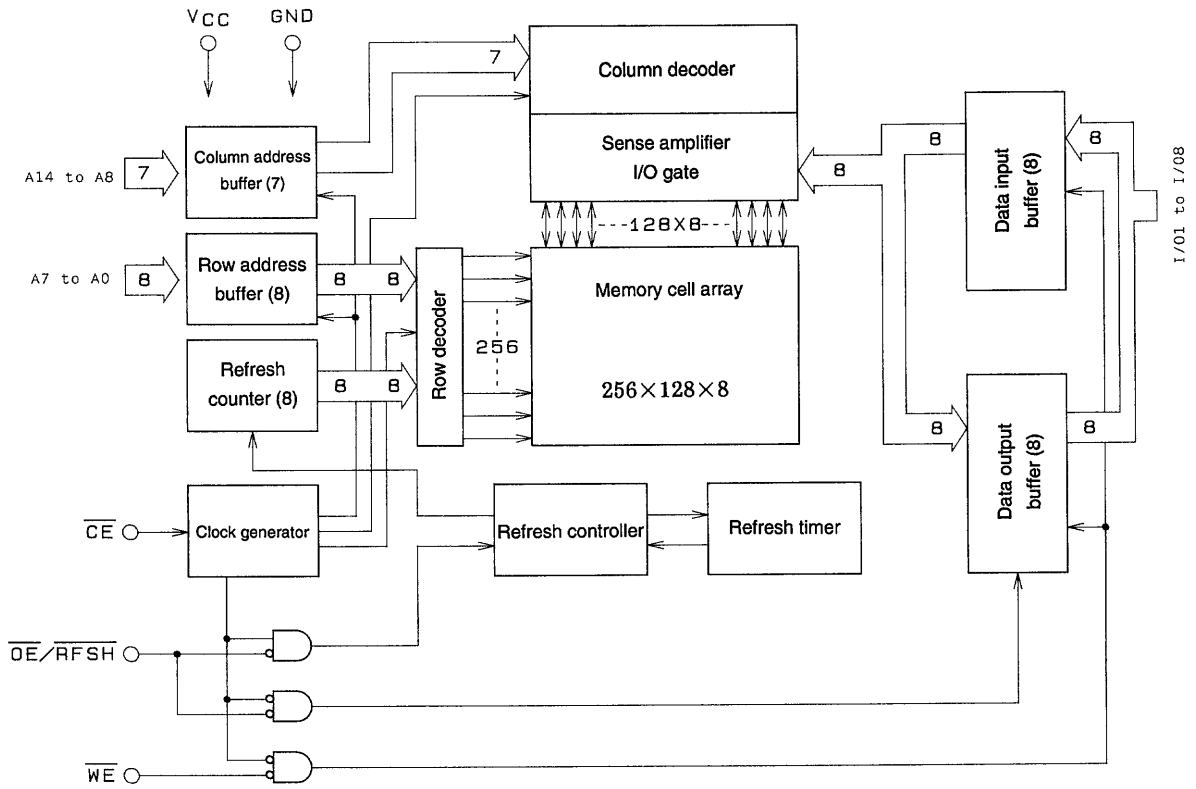 VCC GND
7
Column decoder
Column address
buffer (7)
A14 to A8
7
Sense amplifier
I/O gate
8
8
Data input
buffer (8)
8
I/O1 to I/O8
128X8
Row address
buffer (8)
A7 to A0
8
8 8
Row decoder
256
Memory cell array
256×128×8
Refresh
counter (8)
8 8
8
Data output
buffer (8)
8
CE
Clock generator
Refresh controller
Refresh timer
OE/RFSH
WE